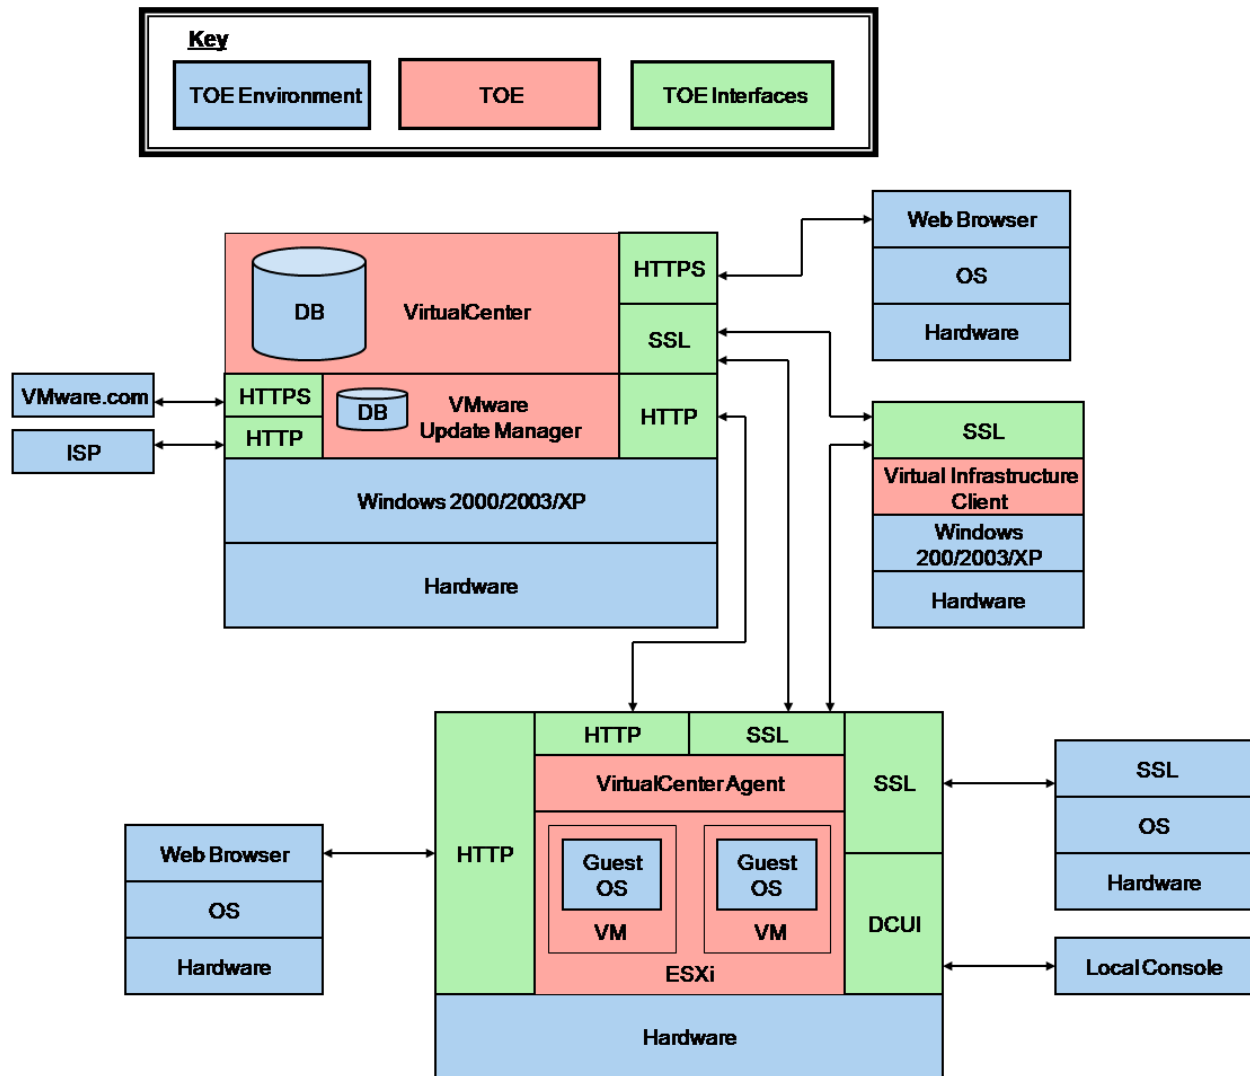 Key
TOE Environment
TOE
TOE Interfaces
Web Browser
OS
Hardware
DB
VirtualCenter
HTTPS
SSL
VMware.com
ISP
HTTPS
HTTP
DB
VMware
Update Manager
HTTP
Windows 2000/2003/XP
Hardware
SSL
Virtual Infrastructure
Client
Windows
200/2003/XP
Hardware
HTTP
HTTP
SSL
VirtualCenter Agent
SSL
Guest
OS
VM
Guest
OS
VM
ESXi
DCUI
Hardware
Web Browser
OS
Hardware
SSL
OS
Hardware
Local Console